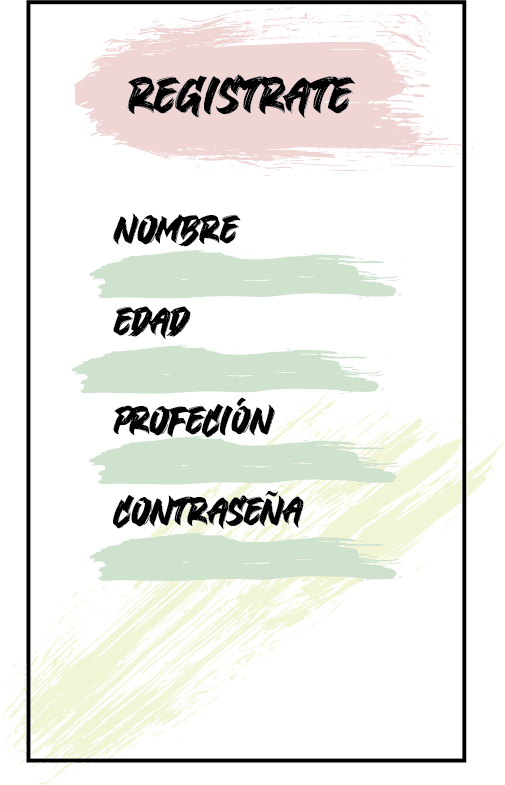 REGISTRATE
NOMBRE
EDAD
PROFECIÓN
CONTRASEÑA